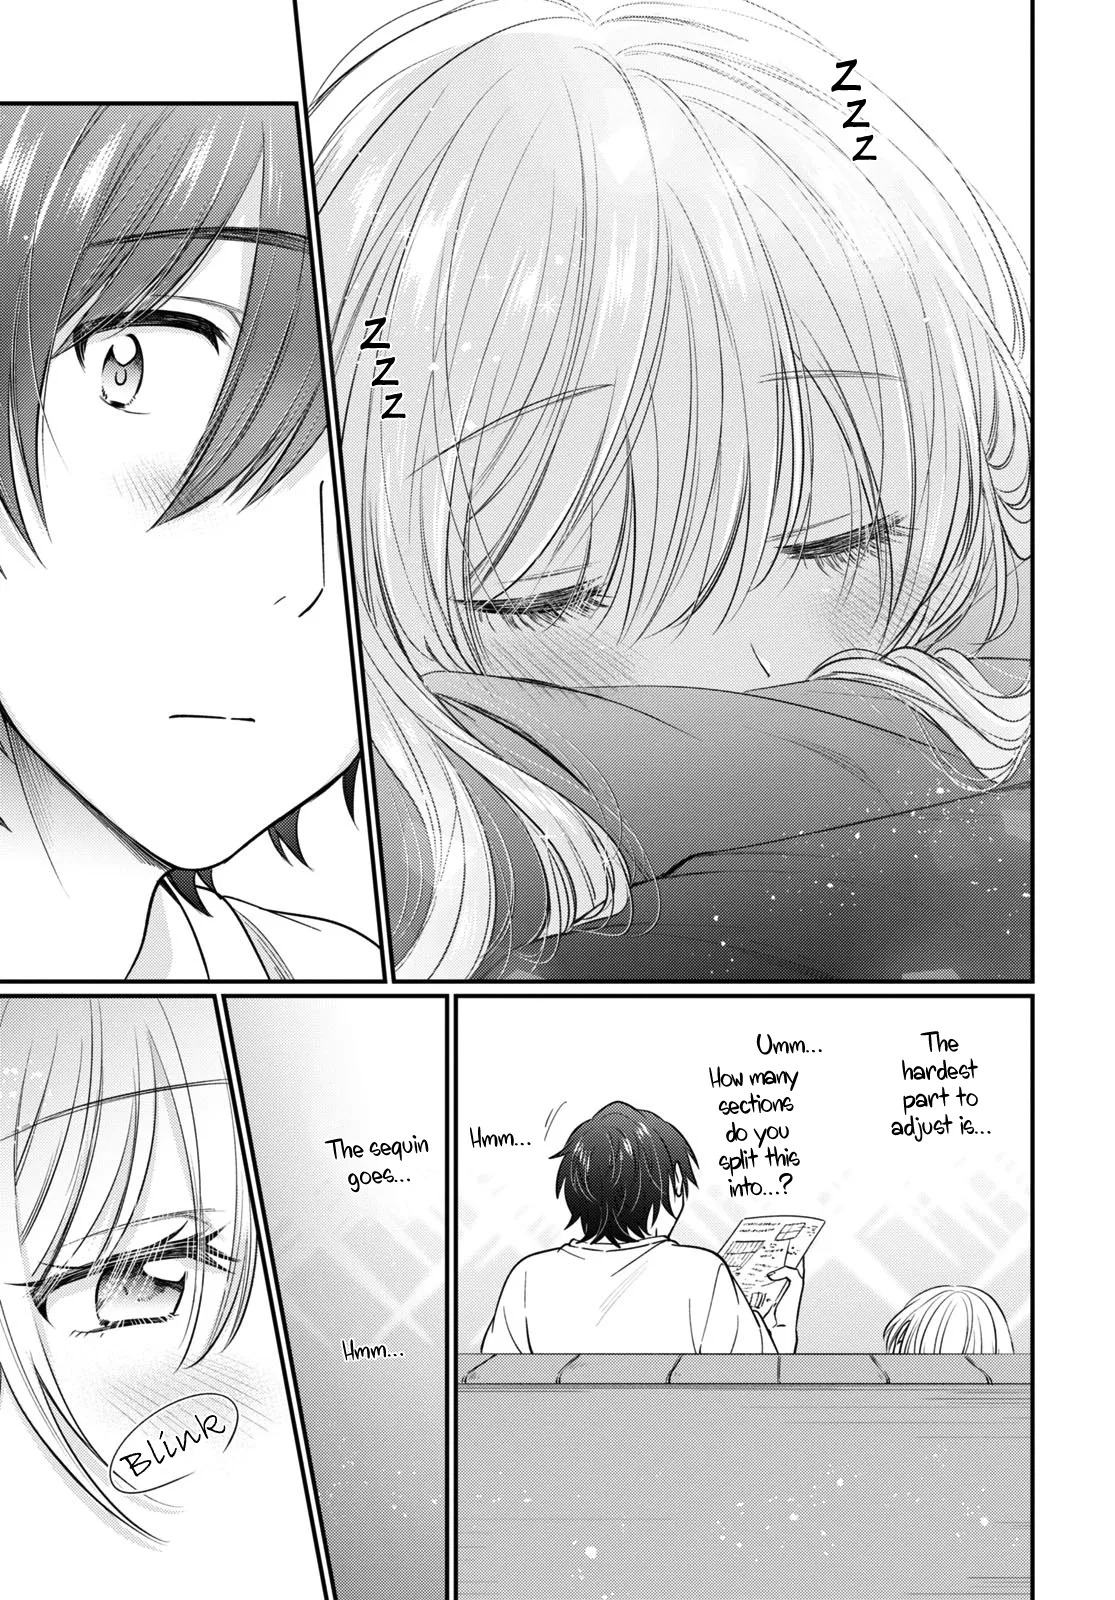 Z
Z
Z
Z
Z
Z
The
hardest
part to
adjust is...
Umm...
How many
sections
do you
split this
into...?
Hmm...
The sequin
goes...
Hmm...
Blink